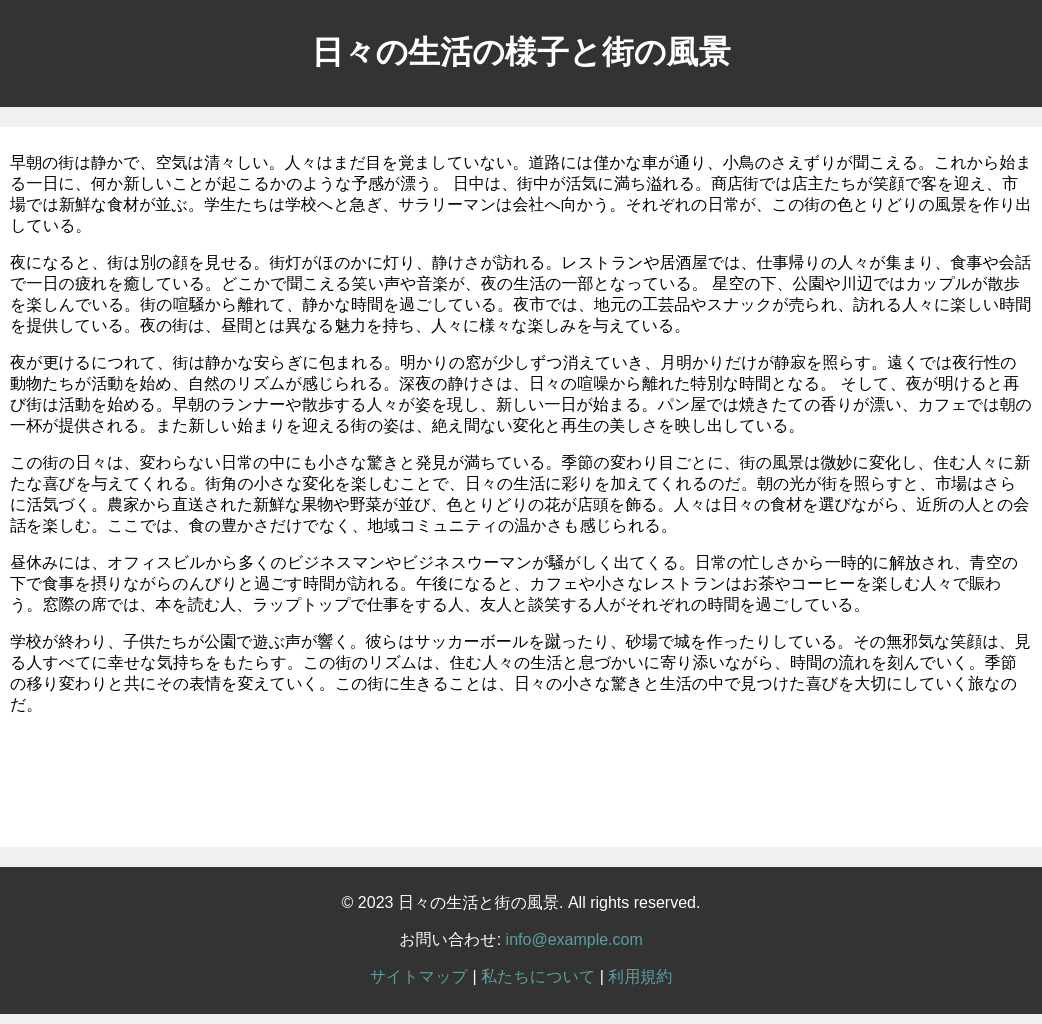 日々の生活の様子と街の風景
早朝の街は静かで、空気は清々しい。人々はまだ目を覚ましていない。道路には僅かな車が通り、小鳥のさえずりが聞こえる。これから始ま
る一日に、何か新しいことが起こるかのような予感が漂う。 日中は、街中が活気に満ち溢れる。商店街では店主たちが笑顔で客を迎え、市
場では新鮮な食材が並ぶ。学生たちは学校へと急ぎ、サラリーマンは会社へ向かう。それぞれの日常が、この街の色とりどりの風景を作り出
している。
夜になると、街は別の顔を見せる。街灯がほのかに灯り、静けさが訪れる。レストランや居酒屋では、仕事帰りの人々が集まり、食事や会話
で一日の疲れを癒している。どこかで聞こえる笑い声や音楽が、夜の生活の一部となっている。 星空の下、公園や川辺ではカップルが散歩
を楽しんでいる。街の喧騒から離れて、静かな時間を過ごしている。夜市では、地元の工芸品やスナックが売られ、訪れる人々に楽しい時間
を提供している。夜の街は、昼間とは異なる魅力を持ち、人々に様々な楽しみを与えている。
夜が更けるにつれて、街は静かな安らぎに包まれる。明かりの窓が少しずつ消えていき、月明かりだけが静寂を照らす。遠くでは夜行性の
動物たちが活動を始め、自然のリズムが感じられる。深夜の静けさは、日々の喧噪から離れた特別な時間となる。 そして、夜が明けると再
び街は活動を始める。早朝のランナーや散歩する人々が姿を現し、新しい一日が始まる。パン屋では焼きたての香りが漂い、カフェでは朝の
一杯が提供される。また新しい始まりを迎える街の姿は、絶え間ない変化と再生の美しさを映し出している。
この街の日々は、変わらない日常の中にも小さな驚きと発見が満ちている。季節の変わり目ごとに、街の風景は微妙に変化し、住む人々に新
たな喜びを与えてくれる。街角の小さな変化を楽しむことで、日々の生活に彩りを加えてくれるのだ。朝の光が街を照らすと、市場はさら
に活気づく。農家から直送された新鮮な果物や野菜が並び、色とりどりの花が店頭を飾る。人々は日々の食材を選びながら、近所の人との会
話を楽しむ。ここでは、食の豊かさだけでなく、地域コミュニティの温かさも感じられる。
昼休みには、オフィスビルから多くのビジネスマンやビジネスウーマンが騒がしく出てくる。日常の忙しさから一時的に解放され、青空の
下で食事を摂りながらのんびりと過ごす時間が訪れる。午後になると、カフェや小さなレストランはお茶やコーヒーを楽しむ人々で賑わ
う。窓際の席では、本を読む人、ラップトップで仕事をする人、友人と談笑する人がそれぞれの時間を過ごしている。
学校が終わり、子供たちが公園で遊ぶ声が響く。彼らはサッカーボールを蹴ったり、砂場で城を作ったりしている。その無邪気な笑顔は、見
る人すべてに幸せな気持ちをもたらす。この街のリズムは、住む人々の生活と息づかいに寄り添いながら、時間の流れを刻んでいく。季節
の移り変わりと共にその表情を変えていく。この街に生きることは、日々の小さな驚きと生活の中で見つけた喜びを大切にしていく旅なの
だ。
© 2023 日々の生活と街の風景. All rights reserved.
お問い合わせ: info@example.com
サイトマップ | 私たちについて | 利用規約